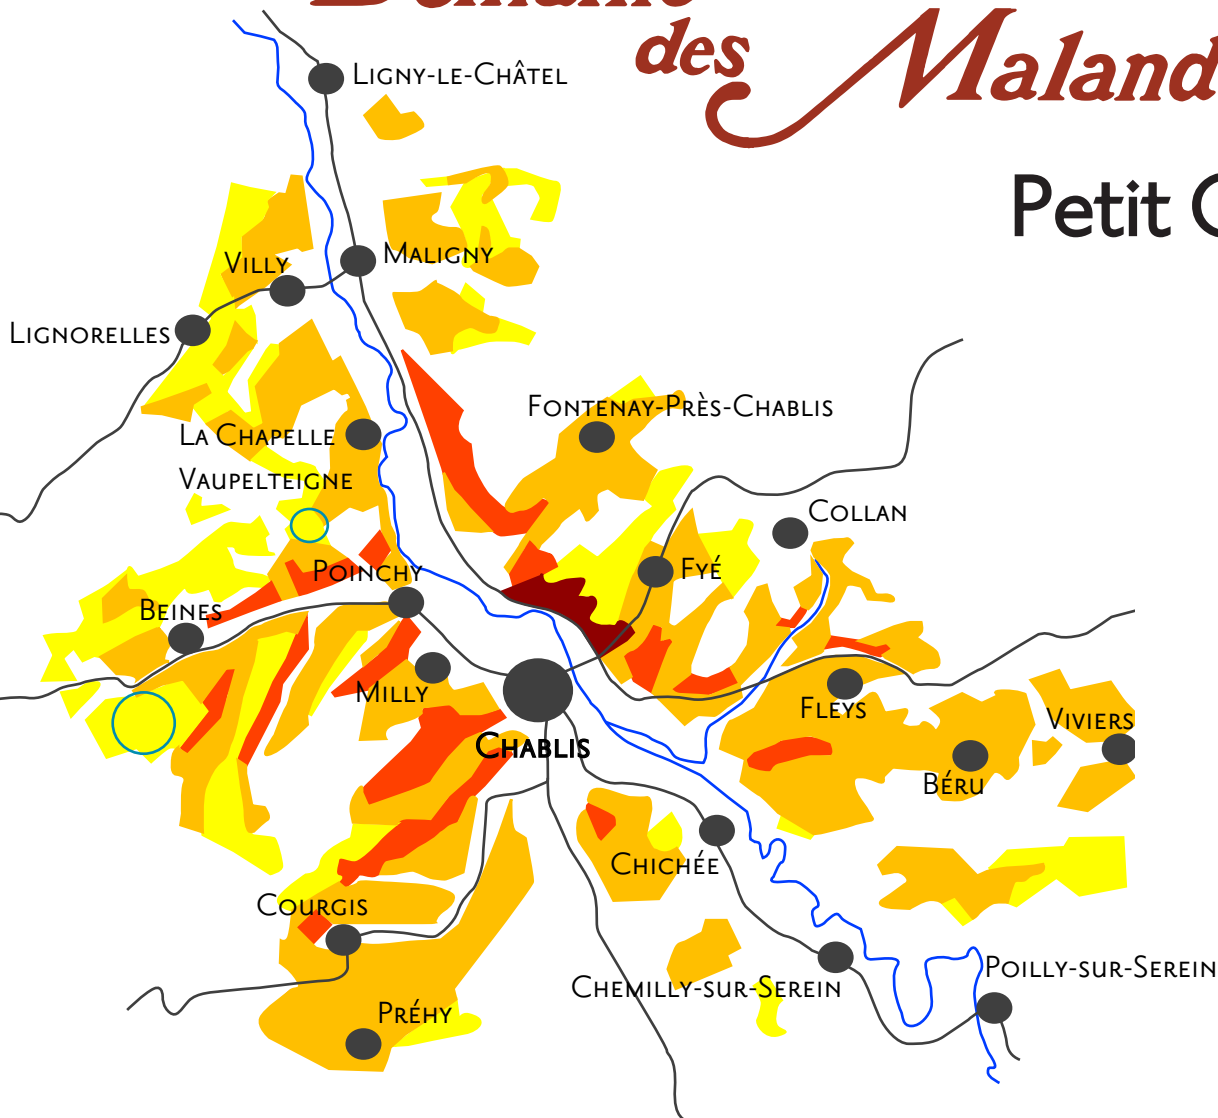 des Maland
Petit
LIGNY-LE-CHÂTEL
MALIGNY
VILLY
LIGNORELLES
FONTENAY-PRÈS-CHABLIS
LA CHAPELLE
VAUPELTEIGNE
COLLAN
FYÉ
POINCHY
BEINES
MILLY
FLEYS
VIVIERS
CHABLIS
BÉRU
CHICHÉE
COURGIS
POILLY-SUR-SEREIN
CHEMILLY-SUR-SEREIN
PRÉHY